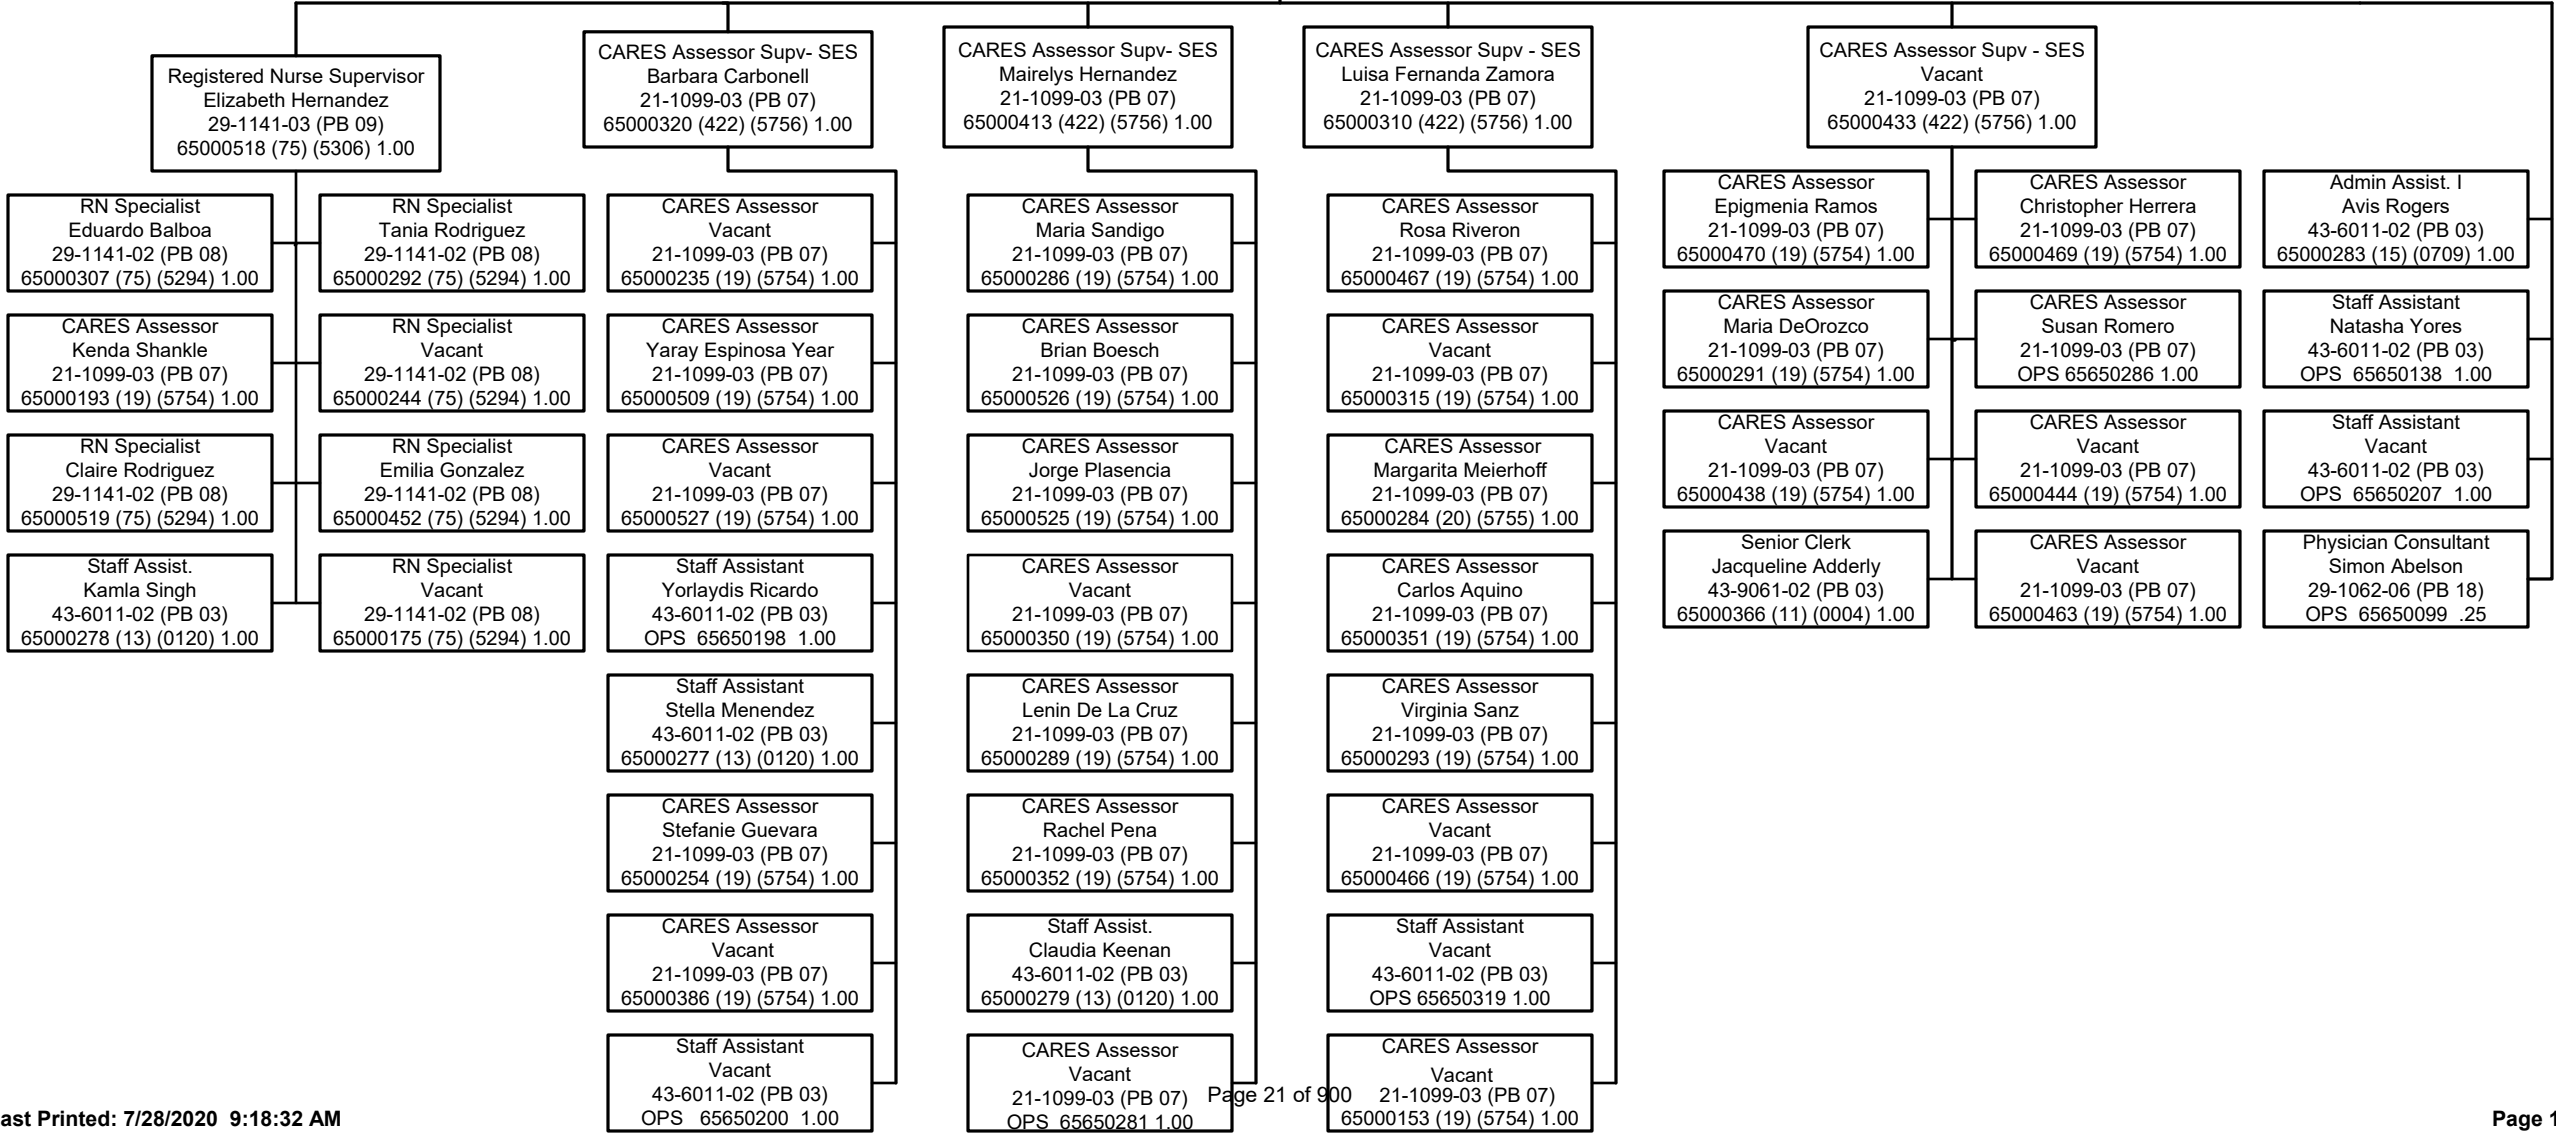 Registered Nurse Supervisor
Elizabeth Hernandez
29-1141-03 (PB 09)
65000518 (75) (5306) 1.00
RN Specialist
Eduardo Balboa
29-1141-02 (PB 08)
65000307 (75) (5294) 1.00
RN Specialist
Tania Rodriguez
29-1141-02 (PB 08)
65000292 (75) (5294) 1.00
CARES Assessor
Kenda Shankle
21-1099-03 (PB 07)
65000193 (19) (5754) 1.00
RN Specialist
Vacant
29-1141-02 (PB 08)
65000244 (75) (5294) 1.00
RN Specialist
Claire Rodriguez
29-1141-02 (PB 08)
65000519 (75) (5294) 1.00
RN Specialist
Emilia Gonzalez
29-1141-02 (PB 08)
65000452 (75) (5294) 1.00
Staff Assist.
Kamla Singh
43-6011-02 (PB 03)
65000278 (13) (0120) 1.00
RN Specialist
Vacant
29-1141-02 (PB 08)
65000175 (75) (5294) 1.00
CARES Assessor Supv- SES
Barbara Carbonell
21-1099-03 (PB 07)
65000320 (422) (5756) 1.00
CARES Assessor
Vacant
21-1099-03 (PB 07)
65000235 (19) (5754) 1.00
CARES Assessor
Yaray Espinosa Year
21-1099-03 (PB 07)
65000509 (19) (5754) 1.00
CARES Assessor
Vacant
21-1099-03 (PB 07)
65000527 (19) (5754) 1.00
Staff Assistant
Yorlaydis Ricardo
43-6011-02 (PB 03)
OPS 65650198 1.00
Staff Assistant
Stella Menendez
43-6011-02 (PB 03)
65000277 (13) (0120) 1.00
CARES Assessor
Stefanie Guevara
21-1099-03 (PB 07)
65000254 (19) (5754) 1.00
CARES Assessor
Vacant
21-1099-03 (PB 07)
65000386 (19) (5754) 1.00
Staff Assistant
Vacant
43-6011-02 (PB 03)
OPS 65650200 1.00
CARES Assessor Supv- SES
Mairelys Hernandez
21-1099-03 (PB 07)
65000413 (422) (5756) 1.00
CARES Assessor
Maria Sandigo
21-1099-03 (PB 07)
65000286 (19) (5754) 1.00
CARES Assessor
Brian Boesch
21-1099-03 (PB 07)
65000526 (19) (5754) 1.00
CARES Assessor
Jorge Plasencia
21-1099-03 (PB 07)
65000525 (19) (5754) 1.00
CARES Assessor
Vacant
21-1099-03 (PB 07)
65000350 (19) (5754) 1.00
CARES Assessor
Lenin De La Cruz
21-1099-03 (PB 07)
65000289 (19) (5754) 1.00
CARES Assessor
Rachel Pena
21-1099-03 (PB 07)
65000352 (19) (5754) 1.00
Staff Assist.
Claudia Keenan
43-6011-02 (PB 03)
65000279 (13) (0120) 1.00
CARES Assessor
Vacant
21-1099-03 (PB 07)
OPS 65650281 1.00
CARES Assessor Supv - SES
Luisa Fernanda Zamora
21-1099-03 (PB 07)
65000310 (422) (5756) 1.00
CARES Assessor
Rosa Riveron
21-1099-03 (PB 07)
65000467 (19) (5754) 1.00
CARES Assessor
Vacant
21-1099-03 (PB 07)
65000315 (19) (5754) 1.00
CARES Assessor
Margarita Meierhoff
21-1099-03 (PB 07)
65000284 (20) (5755) 1.00
CARES Assessor
Carlos Aquino
21-1099-03 (PB 07)
65000351 (19) (5754) 1.00
CARES Assessor
Virginia Sanz
21-1099-03 (PB 07)
65000293 (19) (5754) 1.00
CARES Assessor
Vacant
21-1099-03 (PB 07)
65000466 (19) (5754) 1.00
Staff Assistant
Vacant
43-6011-02 (PB 03)
OPS 65650319 1.00
CARES Assessor
Vacant
21-1099-03 (PB 07)
65000153 (19) (5754) 1.00
CARES Assessor Supv - SES
Vacant
21-1099-03 (PB 07)
65000433 (422) (5756) 1.00
CARES Assessor
Epigmenia Ramos
21-1099-03 (PB 07)
65000470 (19) (5754) 1.00
CARES Assessor
Christopher Herrera
21-1099-03 (PB 07)
65000469 (19) (5754) 1.00
CARES Assessor
Maria DeOrozco
21-1099-03 (PB 07)
65000291 (19) (5754) 1.00
CARES Assessor
Susan Romero
21-1099-03 (PB 07)
OPS 65650286 1.00
CARES Assessor
Vacant
21-1099-03 (PB 07)
65000438 (19) (5754) 1.00
CARES Assessor
Vacant
21-1099-03 (PB 07)
65000444 (19) (5754) 1.00
Senior Clerk
Jacqueline Adderly
43-9061-02 (PB 03)
65000366 (11) (0004) 1.00
CARES Assessor
Vacant
21-1099-03 (PB 07)
65000463 (19) (5754) 1.00
Admin Assist. I
Avis Rogers
43-6011-02 (PB 03)
65000283 (15) (0709) 1.00
Staff Assistant
Natasha Yores
43-6011-02 (PB 03)
OPS 65650138 1.00
Staff Assistant
Vacant
43-6011-02 (PB 03)
OPS 65650207 1.00
Physician Consultant
Simon Abelson
29-1062-06 (PB 18)
OPS 65650099 .25
Page 21 of 900
ast Printed: 7/28/2020 9:18:32 AM
Page 1